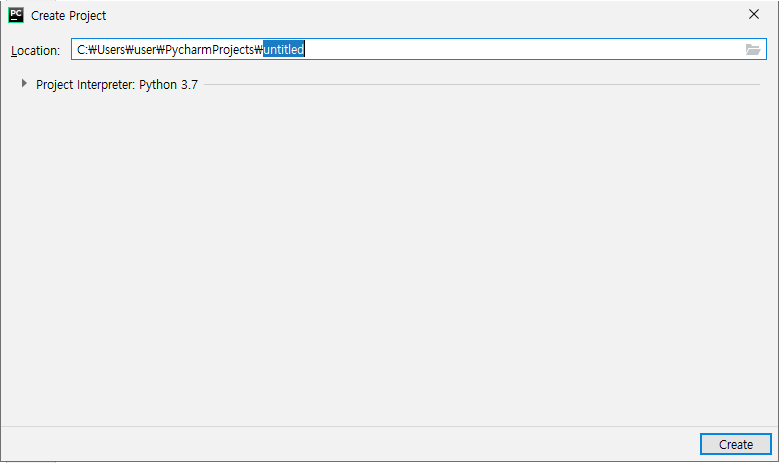 PC Create Project
Location: C:₩Users₩user₩PycharmProjects₩untitled
Project Interpreter: Python 3.7
Create